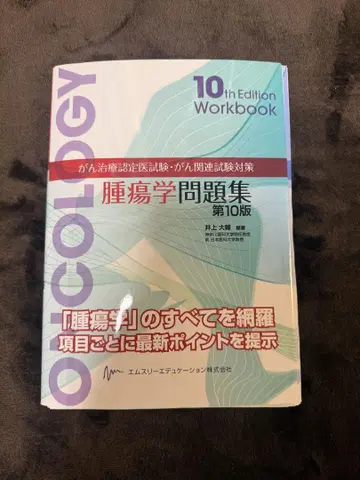 ONCOLOGY
10th Edition
Workbook
がん治療認定医試験・がん関連試験対策
腫瘍学問題集
第10版
井上 大輔 編著
「腫瘍学」のすべてを網羅
項目ごとに最新ポイントを提示
エムスリーエデュケーション株式会社